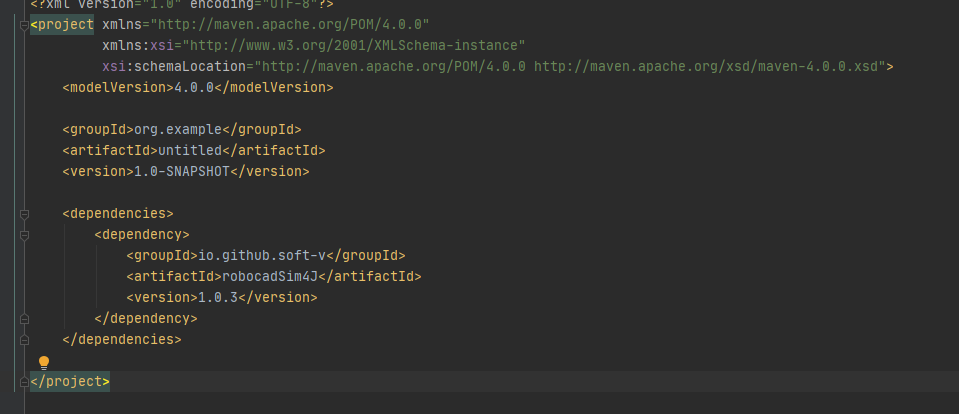 <?xml version="1.0" encoding="UTF-8"?>
<project xmlns="http://maven.apache.org/POM/4.0.0"
xmlns:xsi="http://www.w3.org/2001/XMLSchema-instance"
xsi:schemaLocation="http://maven.apache.org/POM/4.0.0 http://maven.apache.org/xsd/maven-4.0.0.xsd">
<modelVersion>4.0.0</modelVersion>
<groupId>org.example</groupId>
<artifactId>untitled</artifactId>
<version>1.0-SNAPSHOT</version>
<dependencies>
<dependency>
<groupId>io.github.soft-v</groupId>
<artifactId>robocadSim4J</artifactId>
<version>1.0.3</version>
</dependency>
</dependencies>
</project>